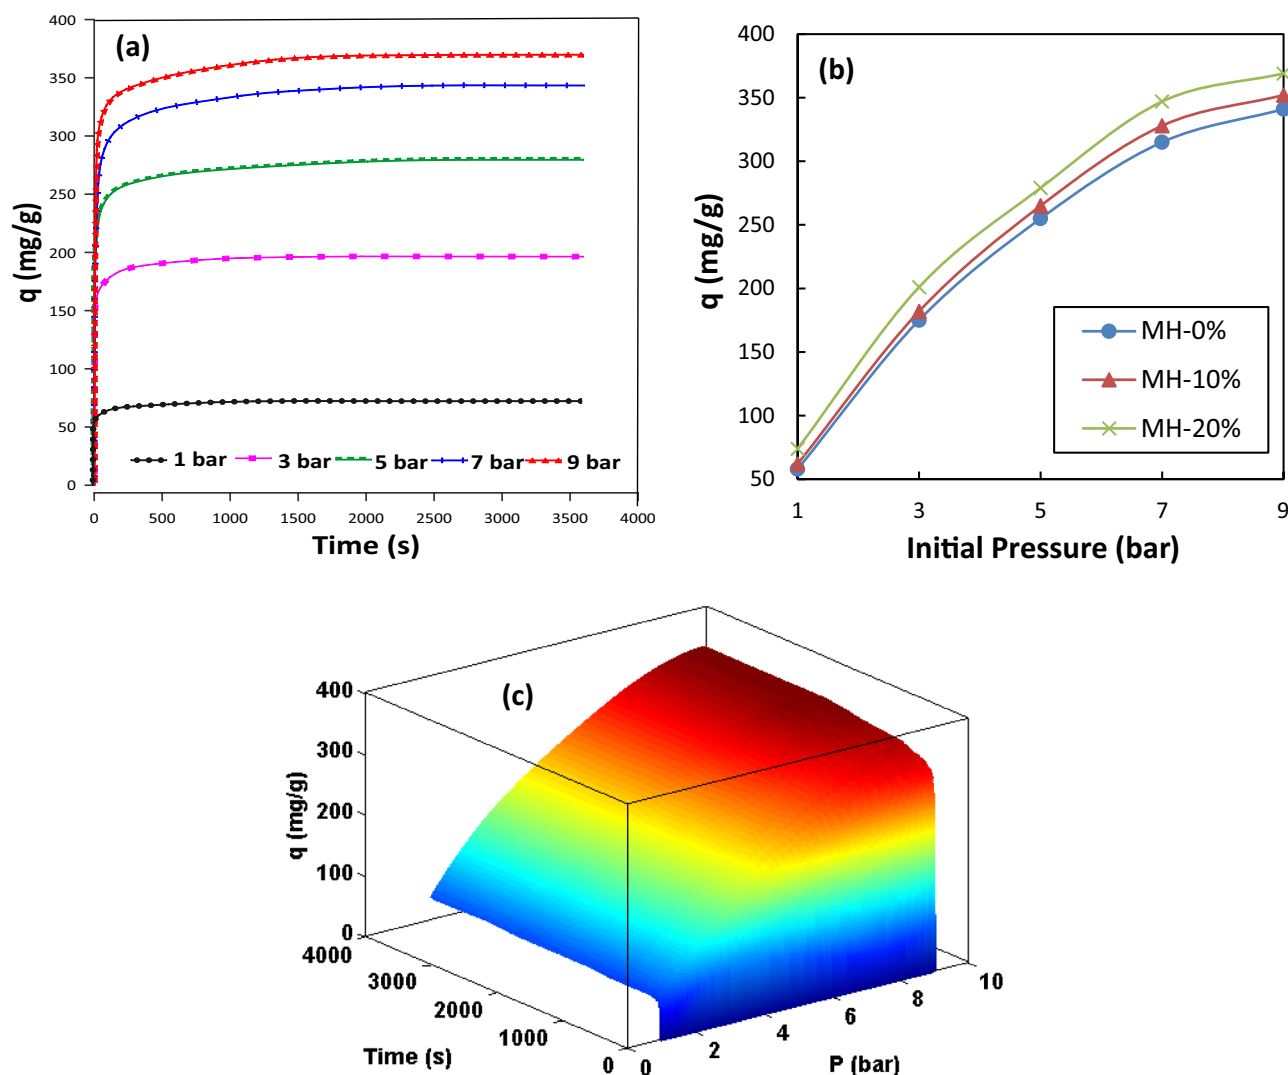 (a)
400
350
300
250
200
150
100
50
0
q (mg/g)
1 bar 3 bar 5 bar 7 bar 9 bar
0 500 1000 1500 2000 2500 3000 3500 4000
Time (s)
(b)
400
350
300
250
200
150
100
50
q (mg/g)
MH-0%
MH-10%
MH-20%
1 3 5 7 9
Initial Pressure (bar)
(c)
400
300
200
100
0
q (mg/g)
4000
3000
2000
1000
0
Time (s)
0
2
4
6
8
10
P (bar)